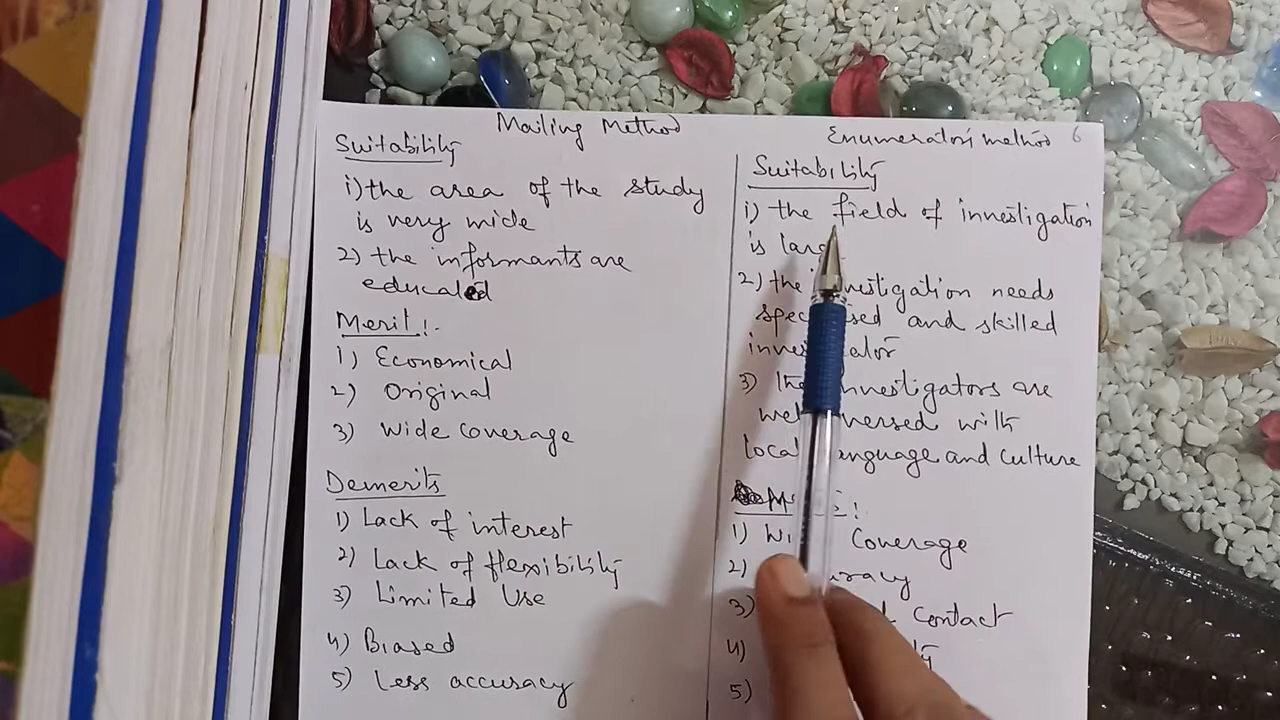 Mailing Method
Suitability
1) the area of the study
is very wide
2) the informants are
educated
Merit:-
1) Economical
2) Original
3) Wide Coverage
Demerits
1) Lack of interest
2) Lack of flexibility
3) Limited Use
4) Biased
5) Less accuracy
Enumerator's method 6
Suitability
1) the field of investigation
is
2) the needs
and skilled
3) investigators are
with
and culture
1) Coverage
2)
3) Contact
4)
5)